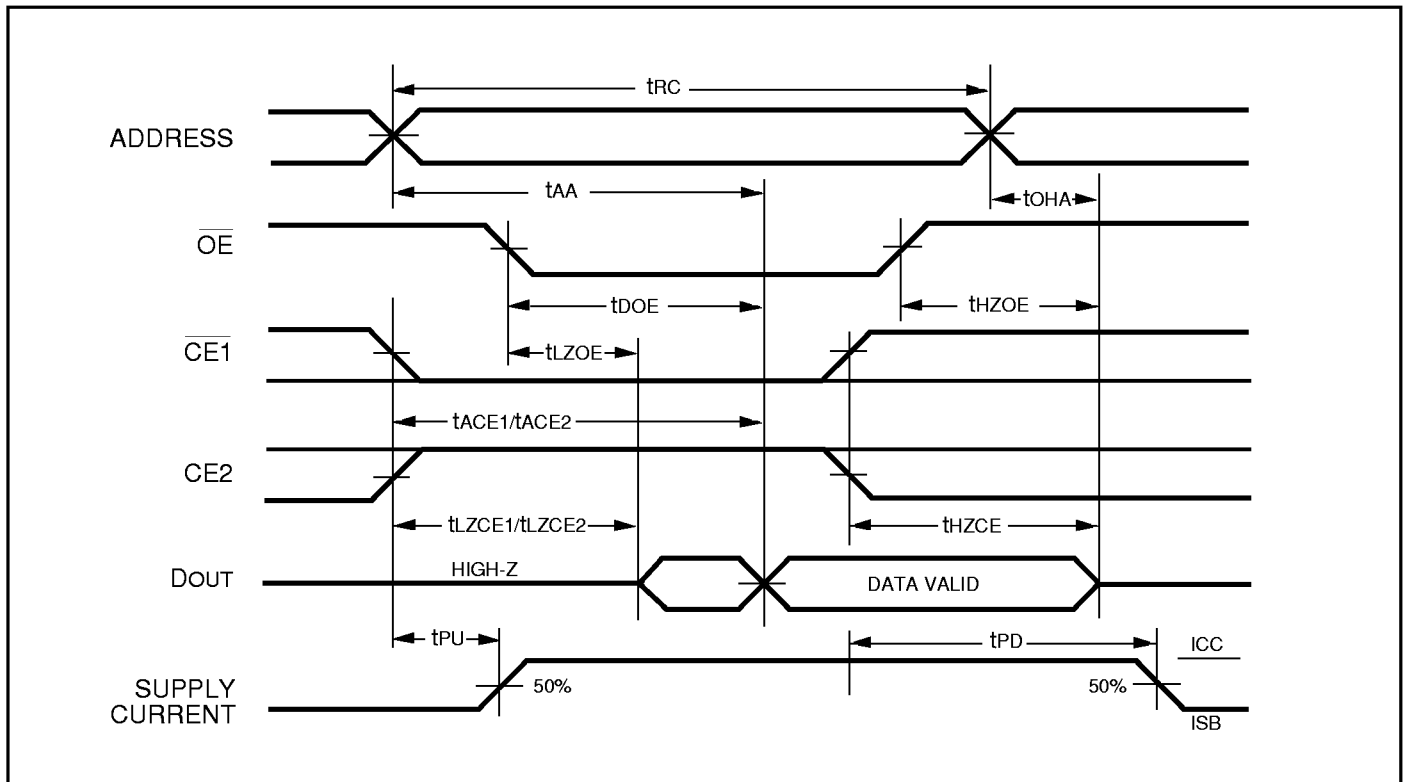 tRC
ADDRESS
tAA
tOHA
OE
tDOE
tHZOE
CE1
tLZOE
tACE1/tACE2
CE2
tLZCE1/tLZCE2
tHZCE
DOUT
HIGH-Z
DATA VALID
tPU
tPD
ICC
SUPPLY
CURRENT
50%
50%
ISB